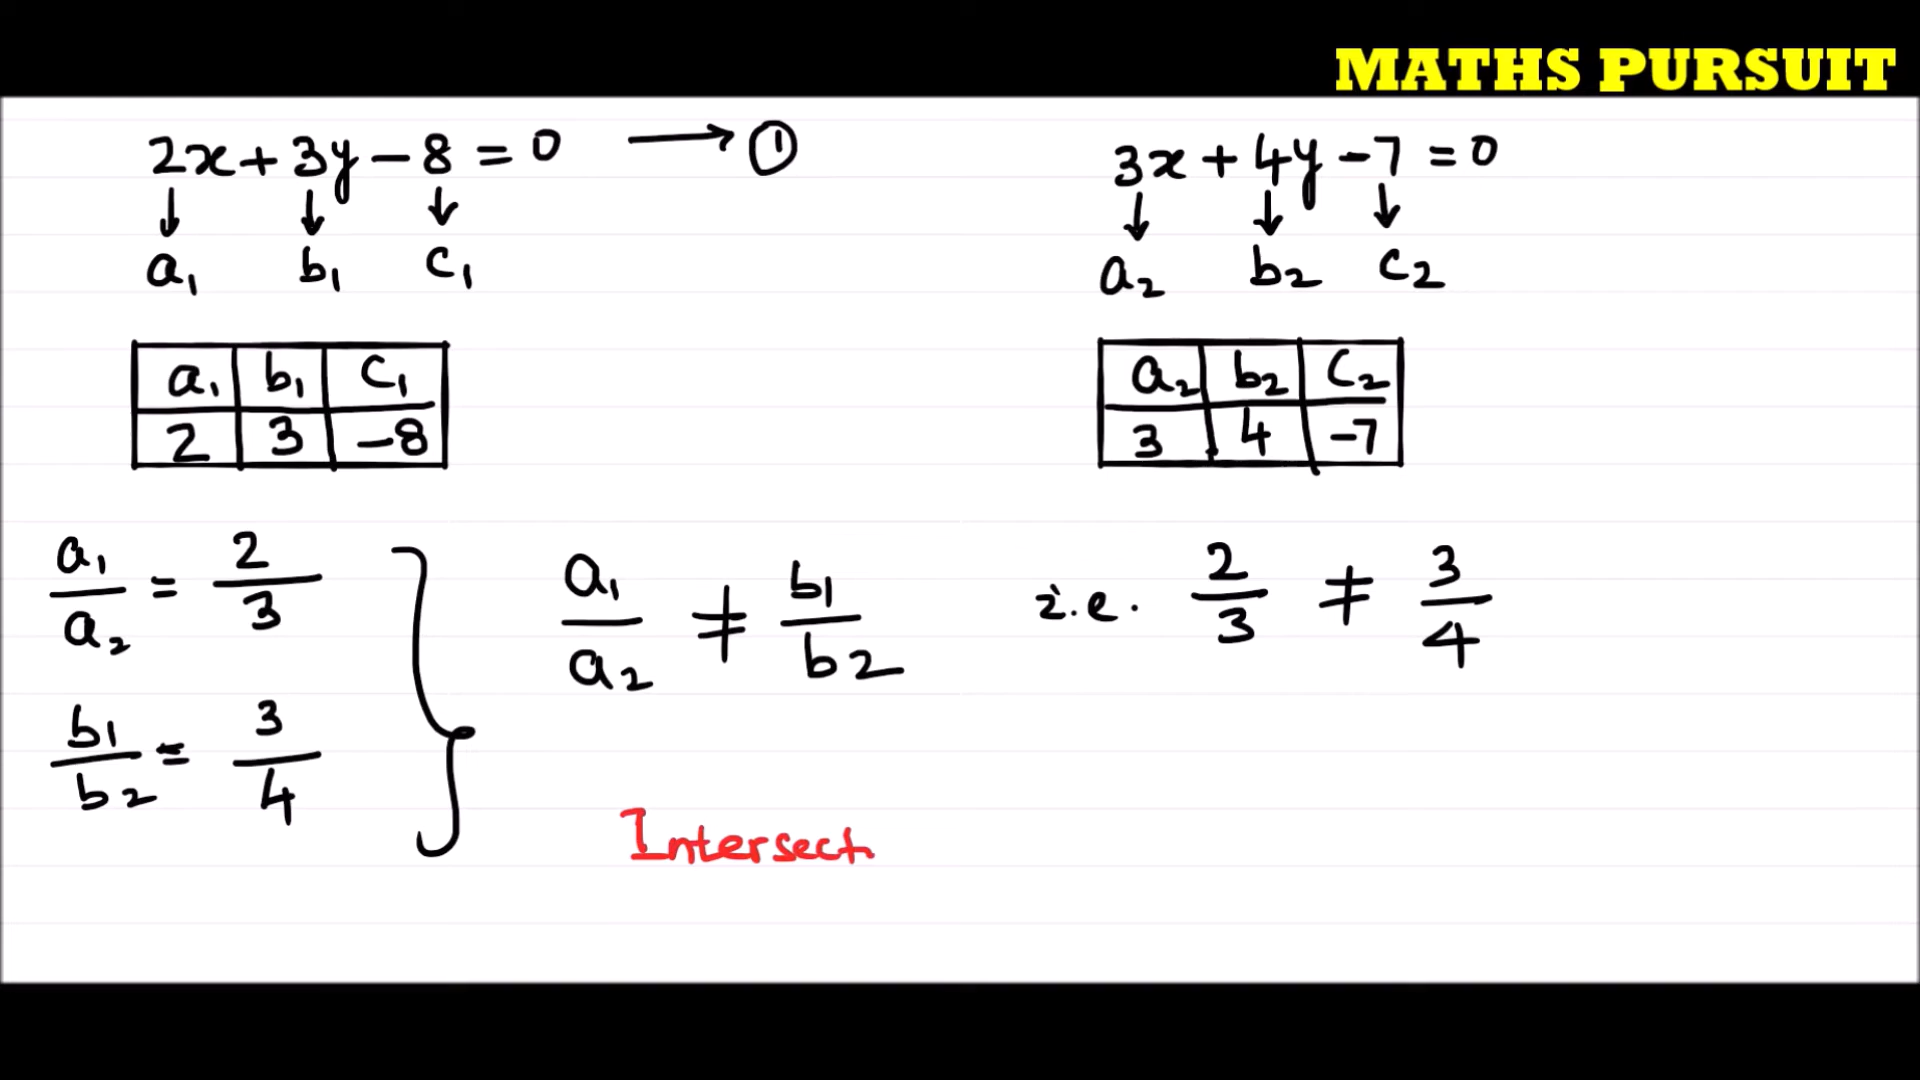 MATHS PURSUIT
2x + 3y - 8 = 0 → ①
3x + 4y - 7 = 0
↓ ↓ ↓
↓ ↓ ↓
a₁ b₁ c₁
a₂ b₂ c₂
a₁ b₁ c₁
2 3 -8
a₂ b₂ c₂
3 4 -7
a₁/a₂ = 2/3
b₁/b₂ = 3/4
a₁/a₂ ≠ b₁/b₂
i.e. 2/3 ≠ 3/4
Intersect